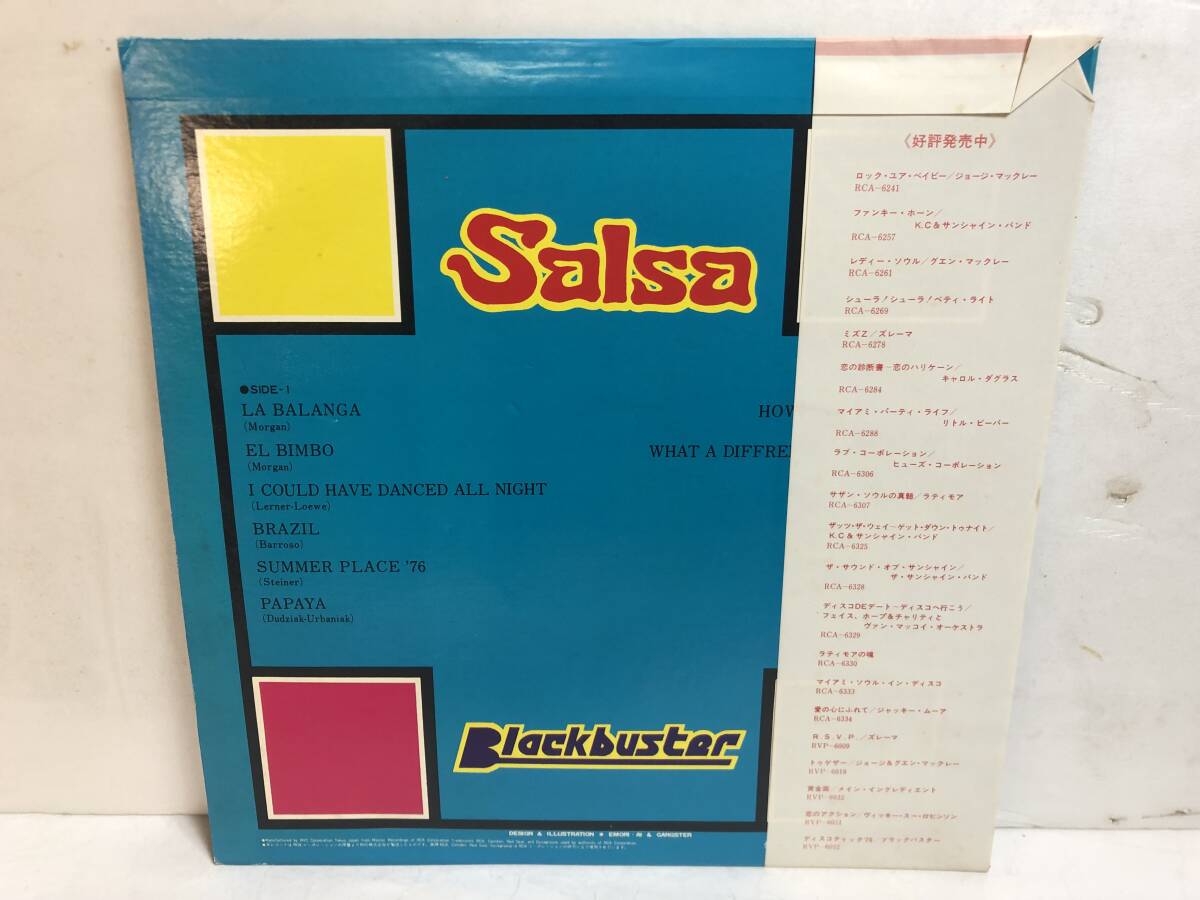 Salsa
●SIDE-1
LA BALANGA
(Morgan)
EL BIMBO
(Morgan)
I COULD HAVE DANCED ALL NIGHT
(Lerner-Loewe)
BRAZIL
(Barroso)
SUMMER PLACE '76
(Steiner)
PAPAYA
(Dudziak-Urbaniak)
HOW
WHAT A DIFFRE
Blackbuster
DESIGN & ILLUSTRATION ★ EMORI·AI & GANGSTER
《好評発売中》
ロック・ユア・ベイビー/ジョージ・マックレー
RCA-6241
ファンキー・ホーン/
K.C&サンシャイン・バンド
RCA-6257
レディー・ソウル/グエン・マックレー
RCA-6261
シューラ!シューラ!/ベティ・ライト
RCA-6269
ミズZ/ズレーマ
RCA-6278
恋の診断書-恋のハリケーン/
キャロル・ダグラス
RCA-6284
マイアミ・パーティ・ライフ/
リトル・ビーバー
RCA-6288
ラブ・コーポレーション/
ヒューズ・コーポレーション
RCA-6306
サザン・ソウルの真髄/ラティモア
RCA-6307
ザッツ・ザ・ウェイ-ゲット・ダウン・トゥナイト/
K.C&サンシャイン・バンド
RCA-6325
ザ・サウンド・オブ・サンシャイン/
ザ・サンシャイン・バンド
RCA-6328
ディスコDEデート-ディスコへ行こう/
フェイス、ホープ&チャリティと
ヴァン・マッコイ・オーケストラ
RCA-6329
ラティモアの魂
RCA-6330
マイアミ・ソウル・イン・ディスコ
RCA-6333
愛の心にふれて/ジャッキー・ムーア
RCA-6334
R.S.V.P./ズレーマ
RVP-6009
トゥゲザー/ジョージ&グエン・マックレー
RVP-6019
黄金面/メイン・イングレディエント
RVP-6032
恋のアクション/ヴィッキー・スー・ロビンソン
RVP-6051
ディスコティック76/ブラックバスター
RVP-6052